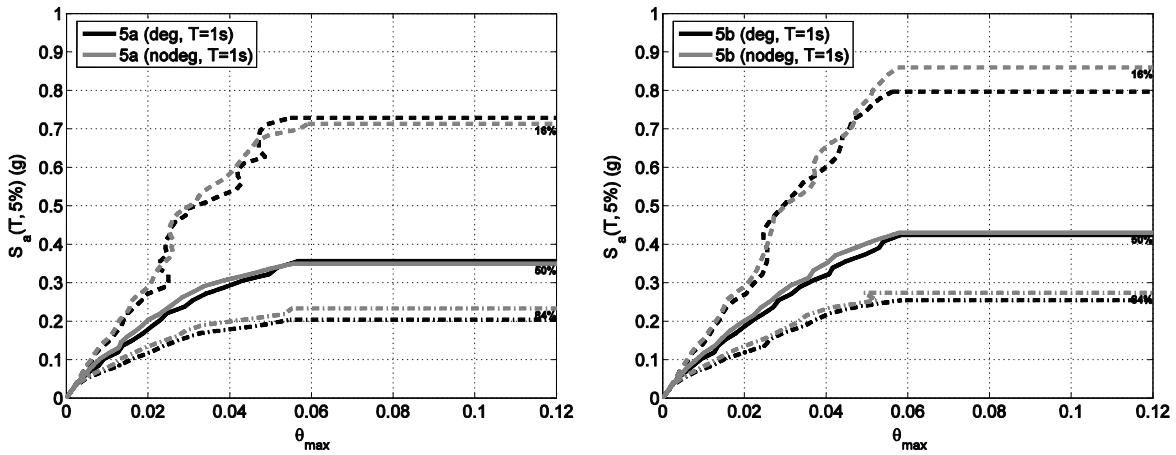 1
0.9
0.8
0.7
0.6
0.5
0.4
0.3
0.2
0.1
0
S_a(T, 5%) (g)
5a (deg, T=1s)
5a (nodeg, T=1s)
16%
50%
84%
0 0.02 0.04 0.06 0.08 0.1 0.12
θ_max
1
0.9
0.8
0.7
0.6
0.5
0.4
0.3
0.2
0.1
0
S_a(T, 5%) (g)
5b (deg, T=1s)
5b (nodeg, T=1s)
16%
50%
84%
0 0.02 0.04 0.06 0.08 0.1 0.12
θ_max